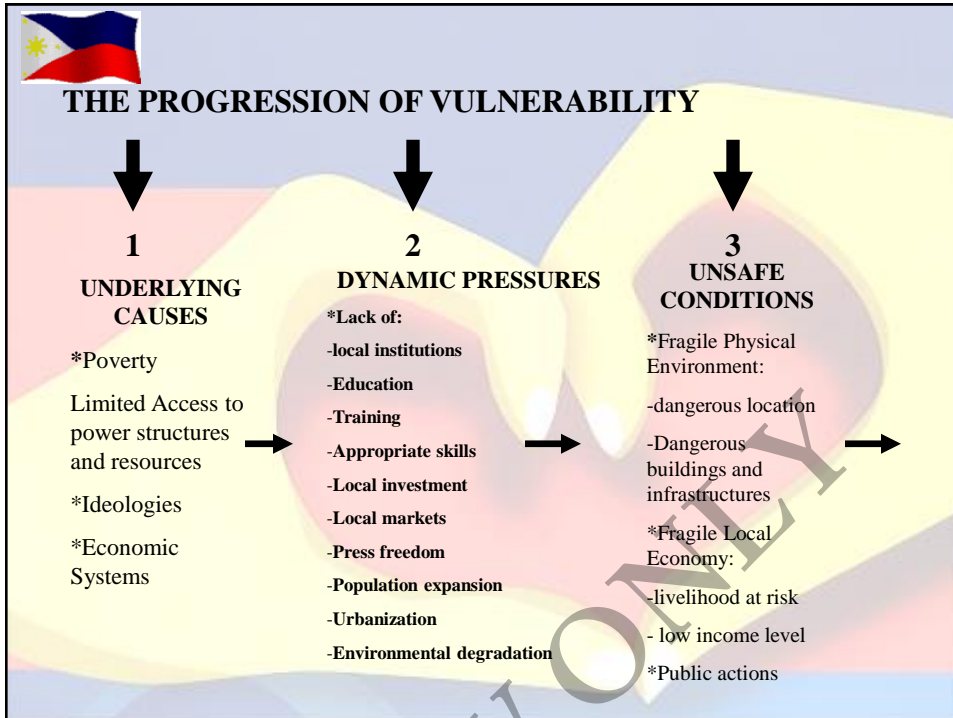 THE PROGRESSION OF VULNERABILITY
1
UNDERLYING
CAUSES
*Poverty
Limited Access to
power structures
and resources
*Ideologies
*Economic
Systems
2
DYNAMIC PRESSURES
*Lack of:
-local institutions
-Education
-Training
-Appropriate skills
-Local investment
-Local markets
-Press freedom
-Population expansion
-Urbanization
-Environmental degradation
3
UNSAFE
CONDITIONS
*Fragile Physical
Environment:
-dangerous location
-Dangerous
buildings and
infrastructures
*Fragile Local
Economy:
-livelihood at risk
- low income level
*Public actions
ONLY